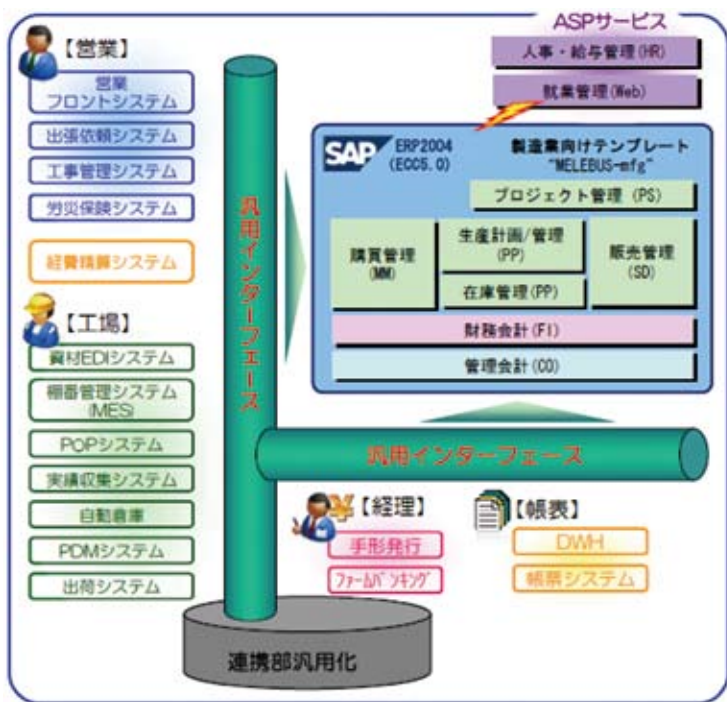 ASPサービス
人事・給与管理(HR)
就業管理(Web)
【営業】
営業
フロントシステム
出張依頼システム
工事管理システム
労災保険システム
経費精算システム
【工場】
資材EDIシステム
棚番管理システム
(MES)
POPシステム
実績収集システム
自動倉庫
PDMシステム
出荷システム
汎用インターフェース
SAP
ERP2004
(ECC5.0)
製造業向けテンプレート
"MELEBUS-mfg"
プロジェクト管理(PS)
購買管理
(MM)
生産計画/管理
(PP)
在庫管理(PP)
販売管理
(SD)
財務会計(FI)
管理会計(CO)
汎用インターフェース
¥【経理】
手形発行
ファームバンキング
【帳表】
DWH
帳票システム
連携部汎用化